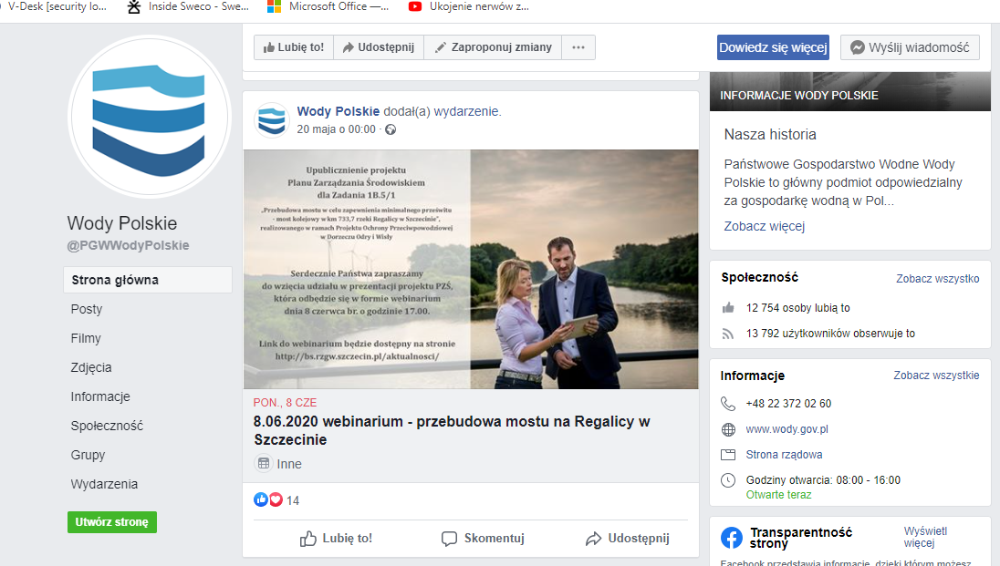 V-Desk [security lo...
Inside Sweco - Swe...
Microsoft Office —...
Ukojenie nerwów z...
Lubię to!
Udostępnij
Zaproponuj zmiany
Dowiedz się więcej
Wyślij wiadomość
Wody Polskie
@PGWWodyPolskie
Strona główna
Posty
Filmy
Zdjęcia
Informacje
Społeczność
Grupy
Wydarzenia
Utwórz stronę
Wody Polskie dodał(a) wydarzenie.
20 maja o 00:00 ·
Upublicznienie projektu
Planu Zarządzania Środowiskiem
dla Zadania 1B.5/1
„Przebudowa mostu w celu zapewnienia minimalnego prześwitu
- most kolejowy w km 733,7 rzeki Regalicy w Szczecinie",
realizowanego w ramach Projektu Ochrony Przeciwpowodziowej
w Dorzeczu Odry i Wisły
Serdecznie Państwa zapraszamy
do wzięcia udziału w prezentacji projektu PZŚ,
która odbędzie się w formie webinarium
dnia 8 czerwca br. o godzinie 17.00.
Link do webinarium będzie dostępny na stronie
http://bs.rzgw.szczecin.pl/aktualnosci/
PON., 8 CZE
8.06.2020 webinarium - przebudowa mostu na Regalicy w
Szczecinie
Inne
14
Lubię to!
Skomentuj
Udostępnij
INFORMACJE WODY POLSKIE
Nasza historia
Państwowe Gospodarstwo Wodne Wody
Polskie to główny podmiot odpowiedzialny
za gospodarkę wodną w Pol...
Zobacz więcej
Społeczność
Zobacz wszystko
12 754 osoby lubią to
13 792 użytkowników obserwuje to
Informacje
Zobacz wszystkie
+48 22 372 02 60
www.wody.gov.pl
Strona rządowa
Godziny otwarcia: 08:00 - 16:00
Otwarte teraz
Transparentność
strony
Wyświetl
więcej
Facebook przedstawia informacje, dzięki którym możesz